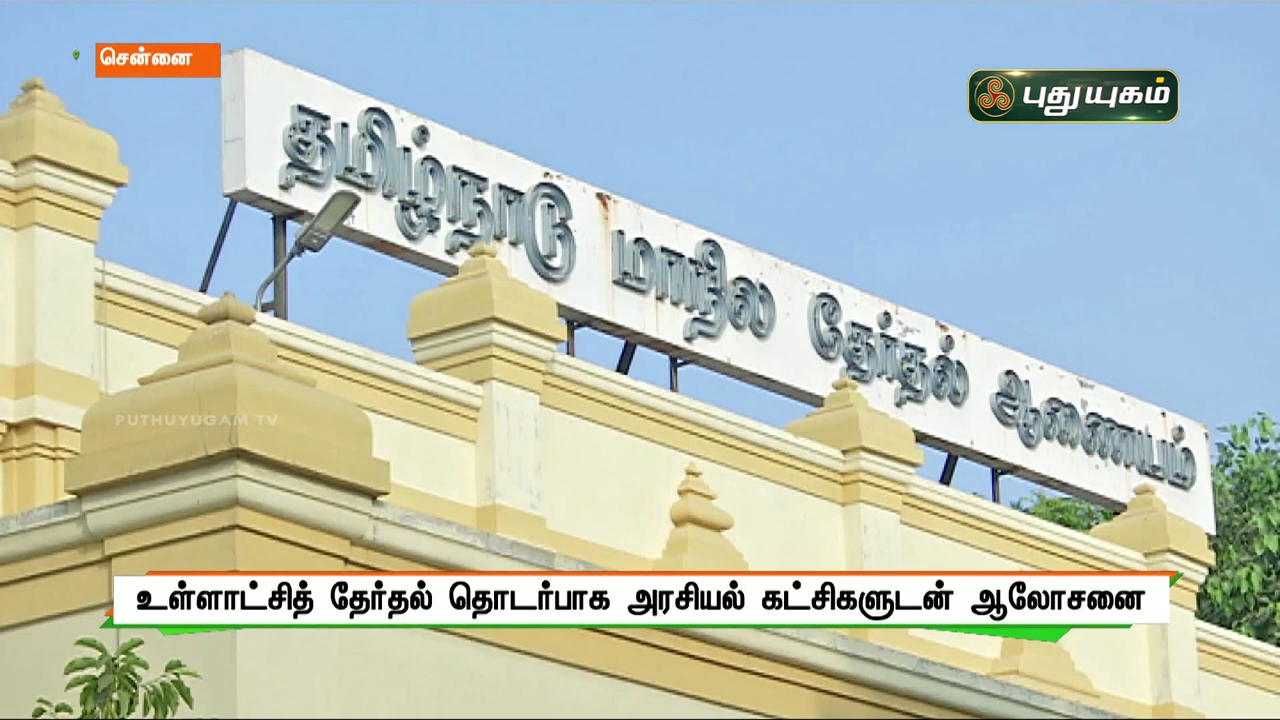 சென்னை
புதுயுகம்
தமிழ்நாடு மாநில தேர்தல் ஆணையம்
PUTHUYUGAM TV
உள்ளாட்சித் தேர்தல் தொடர்பாக அரசியல் கட்சிகளுடன் ஆலோசனை